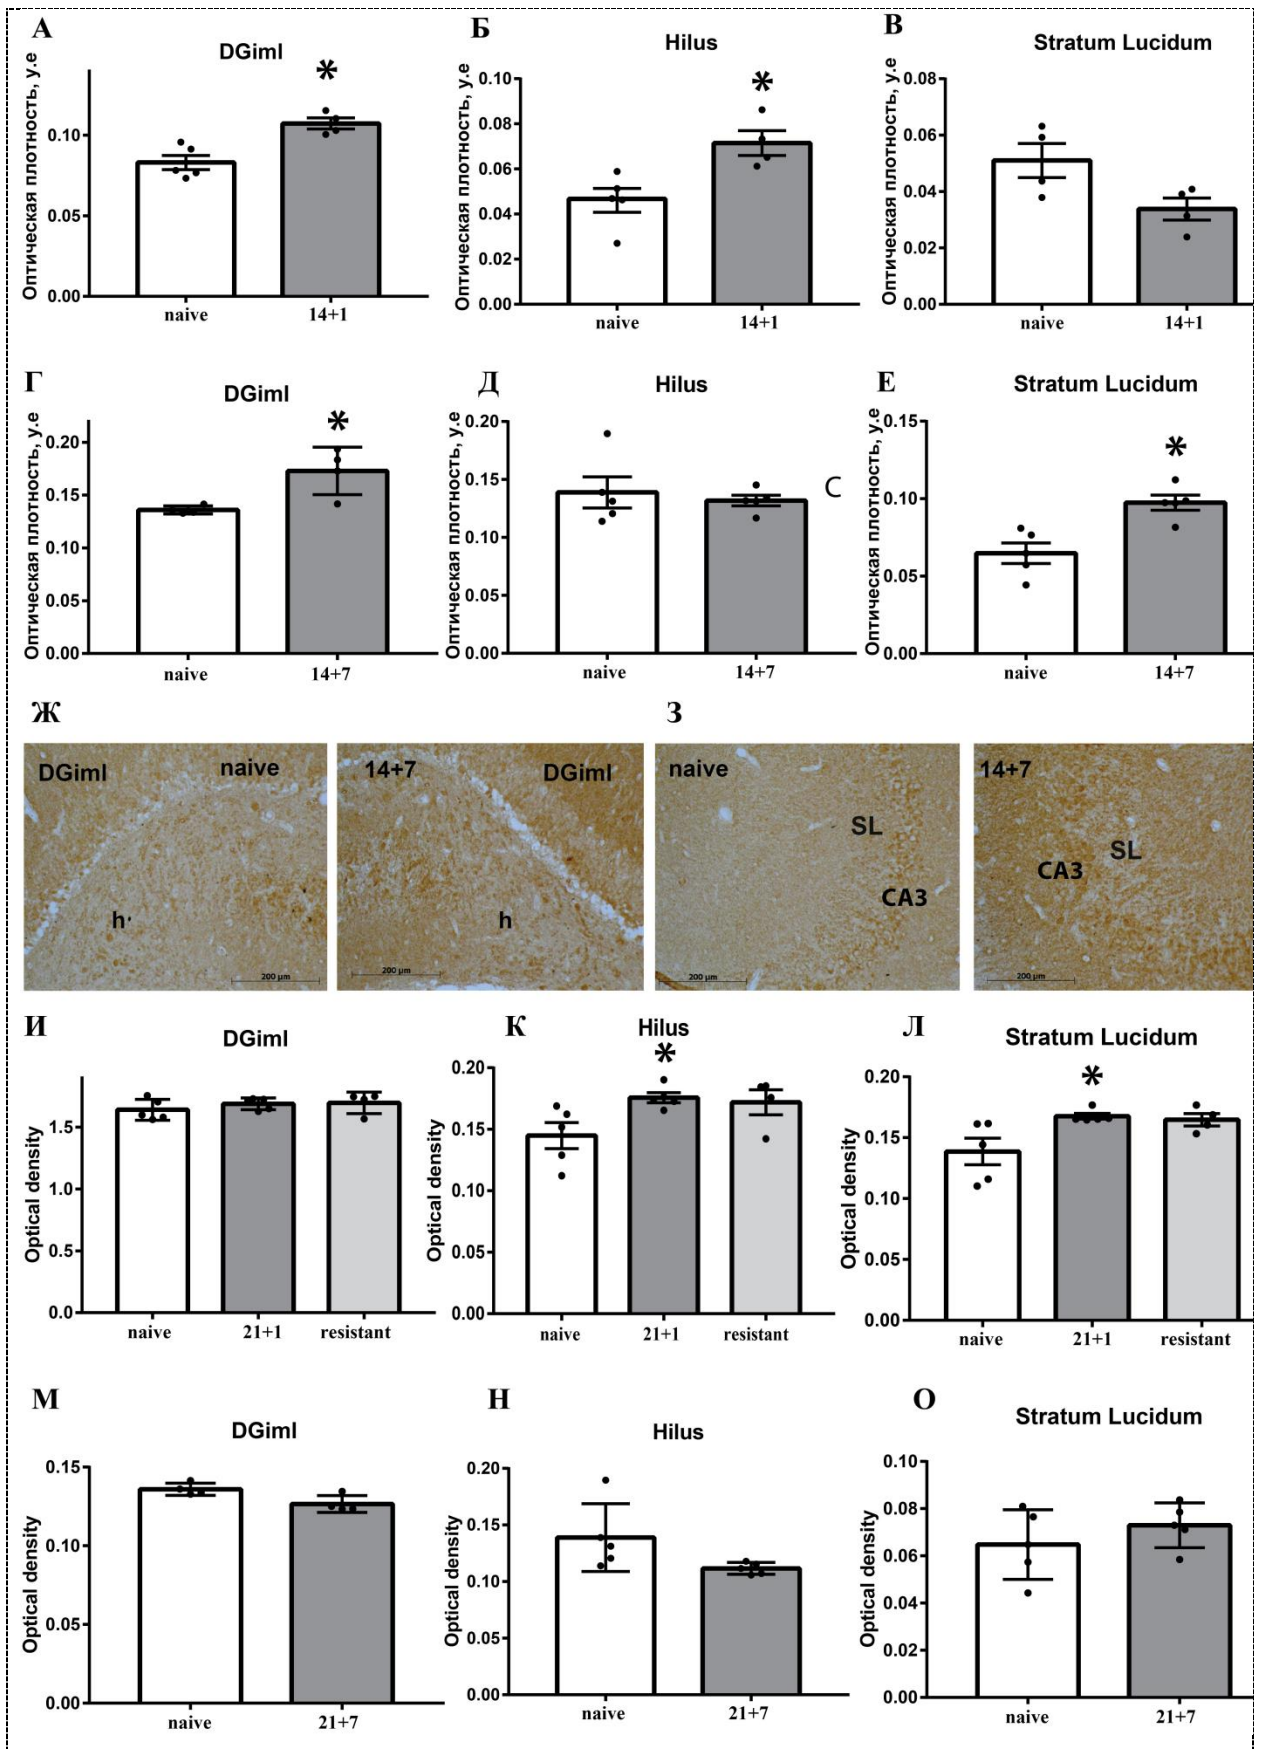 А
DGiml
*
Оптическая плотность, у.е
0.10
0.05
0.00
naive 14+1
Б
Hilus
*
Оптическая плотность, у.е
0.10
0.08
0.06
0.04
0.02
0.00
naive 14+1
В
Stratum Lucidum
Оптическая плотность, у.е
0.08
0.06
0.04
0.02
0.00
naive 14+1
Г
DGiml
*
Оптическая плотность, у.е
0.20
0.15
0.10
0.05
0.00
naive 14+7
Д
Hilus
Оптическая плотность, у.е
0.20
0.15
0.10
0.05
0.00
C
naive 14+7
Е
Stratum Lucidum
*
Оптическая плотность, у.е
0.15
0.10
0.05
0.00
naive 14+7
Ж
DGiml naive
h
200 µm
14+7 DGiml
h
200 µm
З
naive
SL
CA3
200 µm
14+7
SL
CA3
200 µm
И
DGiml
Optical density
1.5
1.0
0.5
0.0
naive 21+1 resistant
К
Hilus
*
Optical density
0.20
0.15
0.10
0.05
0.00
naive 21+1 resistant
Л
Stratum Lucidum
*
Optical density
0.20
0.15
0.10
0.05
0.00
naive 21+1 resistant
М
DGiml
Optical density
0.15
0.10
0.05
0.00
naive 21+7
Н
Hilus
Optical density
0.20
0.15
0.10
0.05
0.00
naive 21+7
О
Stratum Lucidum
Optical density
0.10
0.08
0.06
0.04
0.02
0.00
naive 21+7